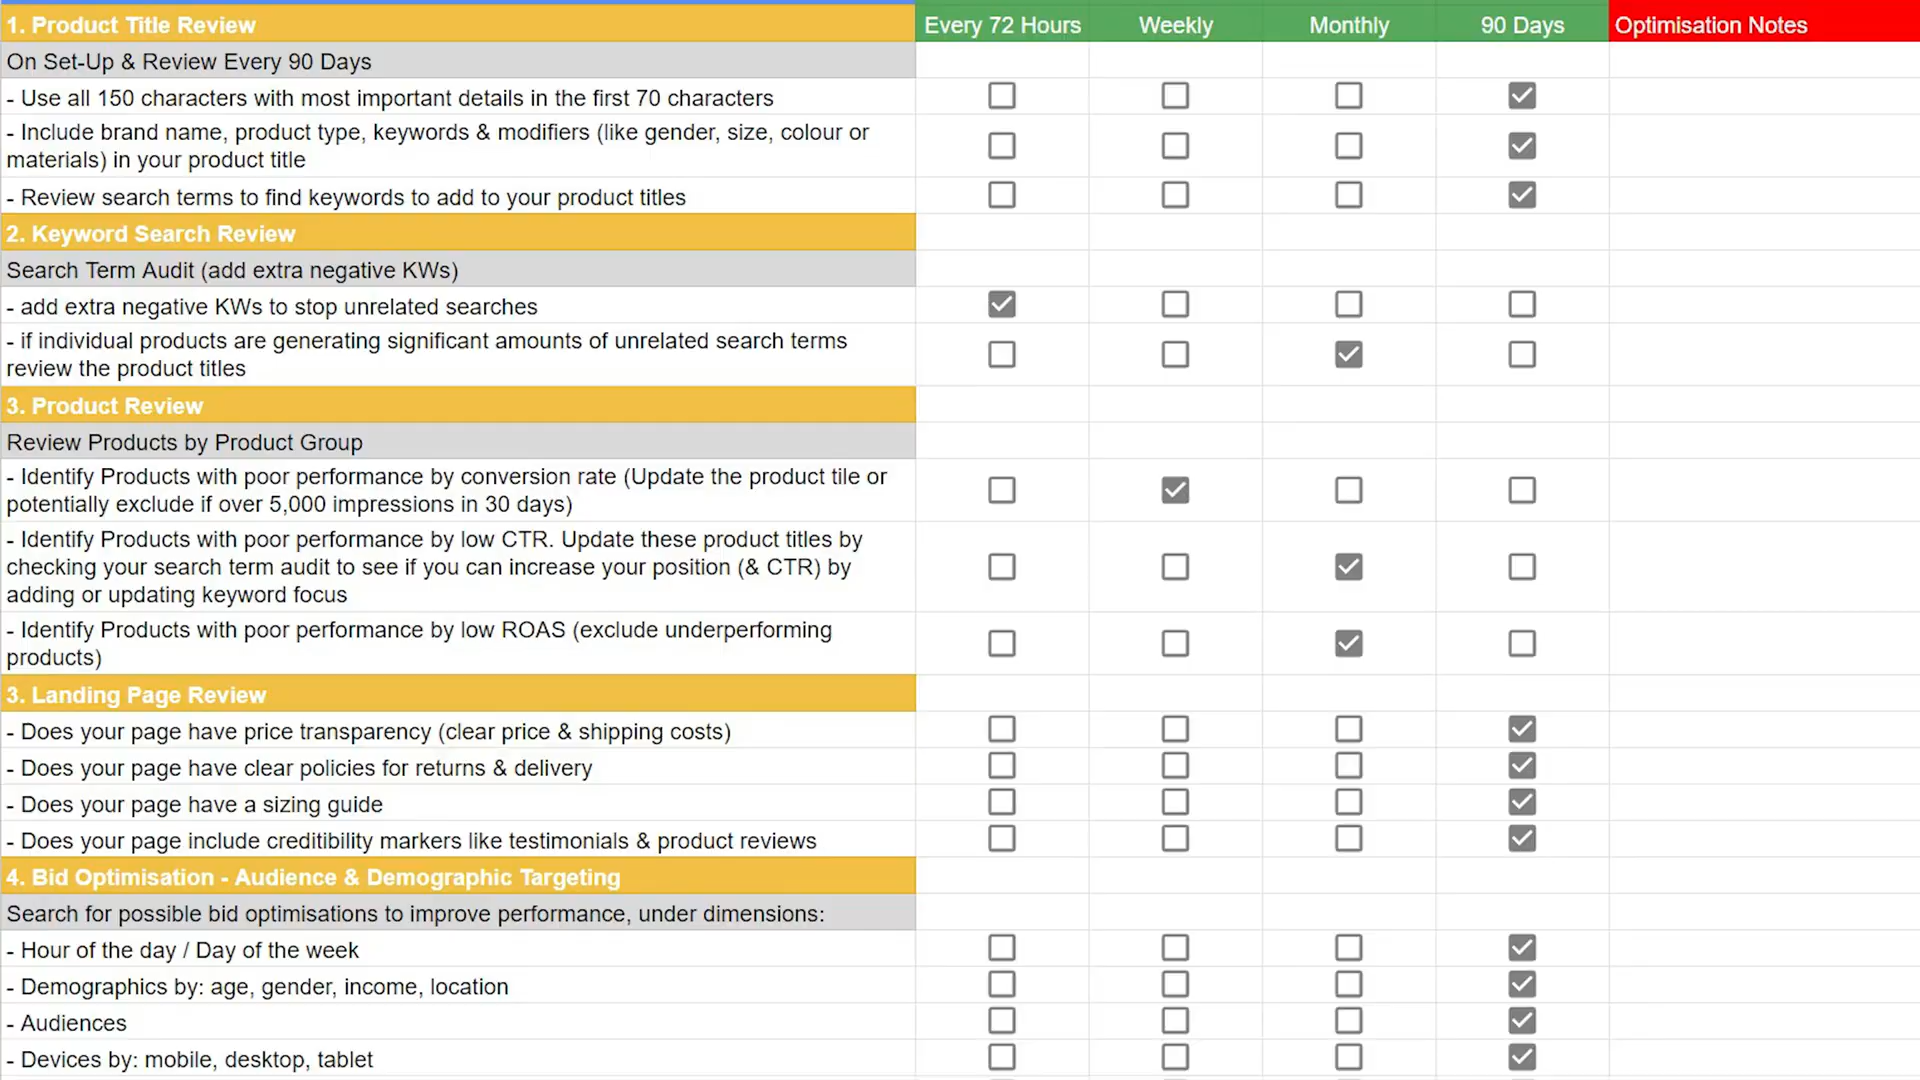 1. Product Title Review
Every 72 Hours
Weekly
Monthly
90 Days
Optimisation Notes
On Set-Up & Review Every 90 Days
- Use all 150 characters with most important details in the first 70 characters
- Include brand name, product type, keywords & modifiers (like gender, size, colour or
materials) in your product title
- Review search terms to find keywords to add to your product titles
2. Keyword Search Review
Search Term Audit (add extra negative KWs)
- add extra negative KWs to stop unrelated searches
- if individual products are generating significant amounts of unrelated search terms
review the product titles
3. Product Review
Review Products by Product Group
- Identify Products with poor performance by conversion rate (Update the product tile or
potentially exclude if over 5,000 impressions in 30 days)
- Identify Products with poor performance by low CTR. Update these product titles by
checking your search term audit to see if you can increase your position (& CTR) by
adding or updating keyword focus
- Identify Products with poor performance by low ROAS (exclude underperforming
products)
3. Landing Page Review
- Does your page have price transparency (clear price & shipping costs)
- Does your page have clear policies for returns & delivery
- Does your page have a sizing guide
- Does your page include creditibility markers like testimonials & product reviews
4. Bid Optimisation - Audience & Demographic Targeting
Search for possible bid optimisations to improve performance, under dimensions:
- Hour of the day / Day of the week
- Demographics by: age, gender, income, location
- Audiences
- Devices by: mobile, desktop, tablet